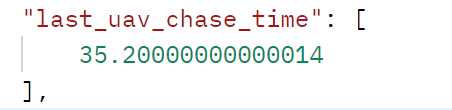 "last_uav_chase_time": [
35.20000000000014
],